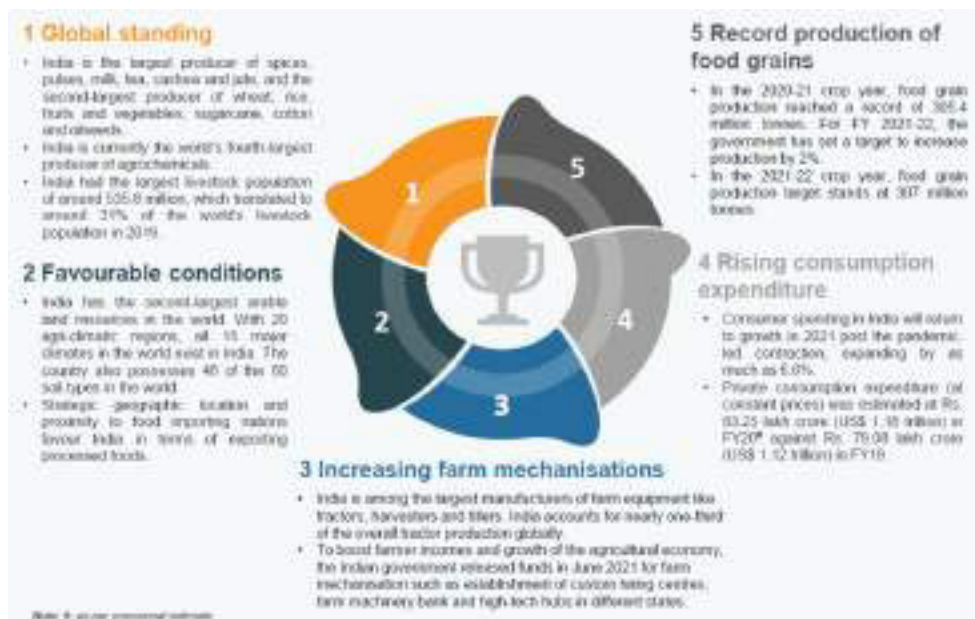 1 Global standing
• India is the largest producer of spices,
pulses, milk, tea, cashew and jute, and the
second-largest producer of wheat, rice,
fruits and vegetables, sugarcane, cotton
and oilseeds.
• India is currently the world's fourth-largest
producer of agrochemicals.
• India had the largest livestock population
of around 535.8 million, which translated to
around 31% of the world's livestock
population in 2019.
2 Favourable conditions
• India has the second-largest arable
land resources in the world. With 20
agri-climatic regions, all 15 major
climates in the world exist in India. The
country also possesses 46 of the 60
soil types in the world.
• Strategic geographic location and
proximity to food importing nations
favour India in terms of exporting
processed foods.
1
2
3
4
5
3 Increasing farm mechanisations
• India is among the largest manufacturers of farm equipment like
tractors, harvesters and tillers. India accounts for nearly one-third
of the overall tractor production globally.
• To boost farmer incomes and growth of the agricultural economy,
the Indian government released funds in June 2021 for farm
mechanisation such as establishment of custom hiring centres,
farm machinery bank and high-tech hubs in different states.
5 Record production of
food grains
• In the 2020-21 crop year, food grain
production reached a record of 305.4
million tonnes. For FY 2021-22, the
government has set a target to increase
production by 2%.
• In the 2021-22 crop year, food grain
production target stands at 307 million
tonnes.
4 Rising consumption
expenditure
• Consumer spending in India will return
to growth in 2021 post the pandemic-
led contraction, expanding by as
much as 6.6%.
• Private consumption expenditure (at
constant prices) was estimated at Rs.
83.25 lakh crore (US$ 1.18 trillion) in
FY20 against Rs. 79.08 lakh crore
(US$ 1.12 trillion) in FY19.
Note: as per provisional estimate